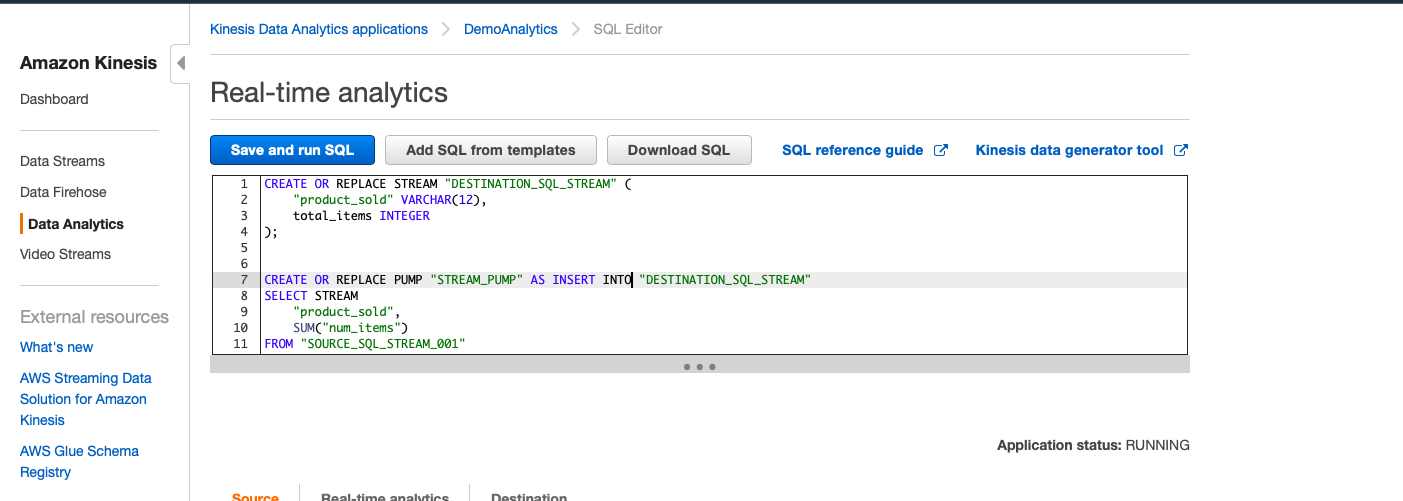 Kinesis Data Analytics applications > DemoAnalytics > SQL Editor
Amazon Kinesis
Dashboard
Data Streams
Data Firehose
Data Analytics
Video Streams
External resources
What's new
AWS Streaming Data
Solution for Amazon
Kinesis
AWS Glue Schema
Registry
Real-time analytics
Save and run SQL Add SQL from templates Download SQL SQL reference guide Kinesis data generator tool
1 CREATE OR REPLACE STREAM "DESTINATION_SQL_STREAM" (
2 "product_sold" VARCHAR(12),
3 total_items INTEGER
4 );
5
6
7 CREATE OR REPLACE PUMP "STREAM_PUMP" AS INSERT INTO "DESTINATION_SQL_STREAM"
8 SELECT STREAM
9 "product_sold",
10 SUM("num_items")
11 FROM "SOURCE_SQL_STREAM_001"
Application status: RUNNING
Source Real-time analytics Destination